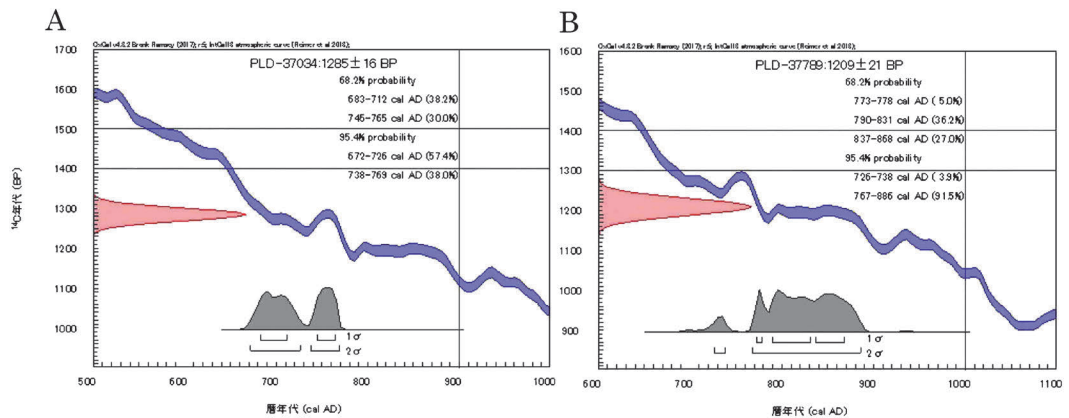 A
OxCal v4.3.2 Bronk Ramsey (2017); r:5; IntCal13 atmospheric curve (Reimer et al 2013);
PLD-37034:1285±16 BP
68.2% probability
683-712 cal AD (38.2%)
745-765 cal AD (30.0%)
95.4% probability
672-726 cal AD (57.4%)
738-769 cal AD (38.0%)
1700
1600
1500
1400
1300
1200
1100
1000
¹⁴C年代 (BP)
1σ
2σ
500
600
700
800
900
1000
暦年代 (cal AD)
B
OxCal v4.3.2 Bronk Ramsey (2017); r:5; IntCal13 atmospheric curve (Reimer et al 2013);
PLD-37789:1209±21 BP
68.2% probability
773-778 cal AD ( 5.0%)
790-831 cal AD (36.2%)
837-868 cal AD (27.0%)
95.4% probability
726-738 cal AD ( 3.9%)
767-886 cal AD (91.5%)
1600
1500
1400
1300
1200
1100
1000
900
1σ
2σ
600
700
800
900
1000
1100
暦年代 (cal AD)